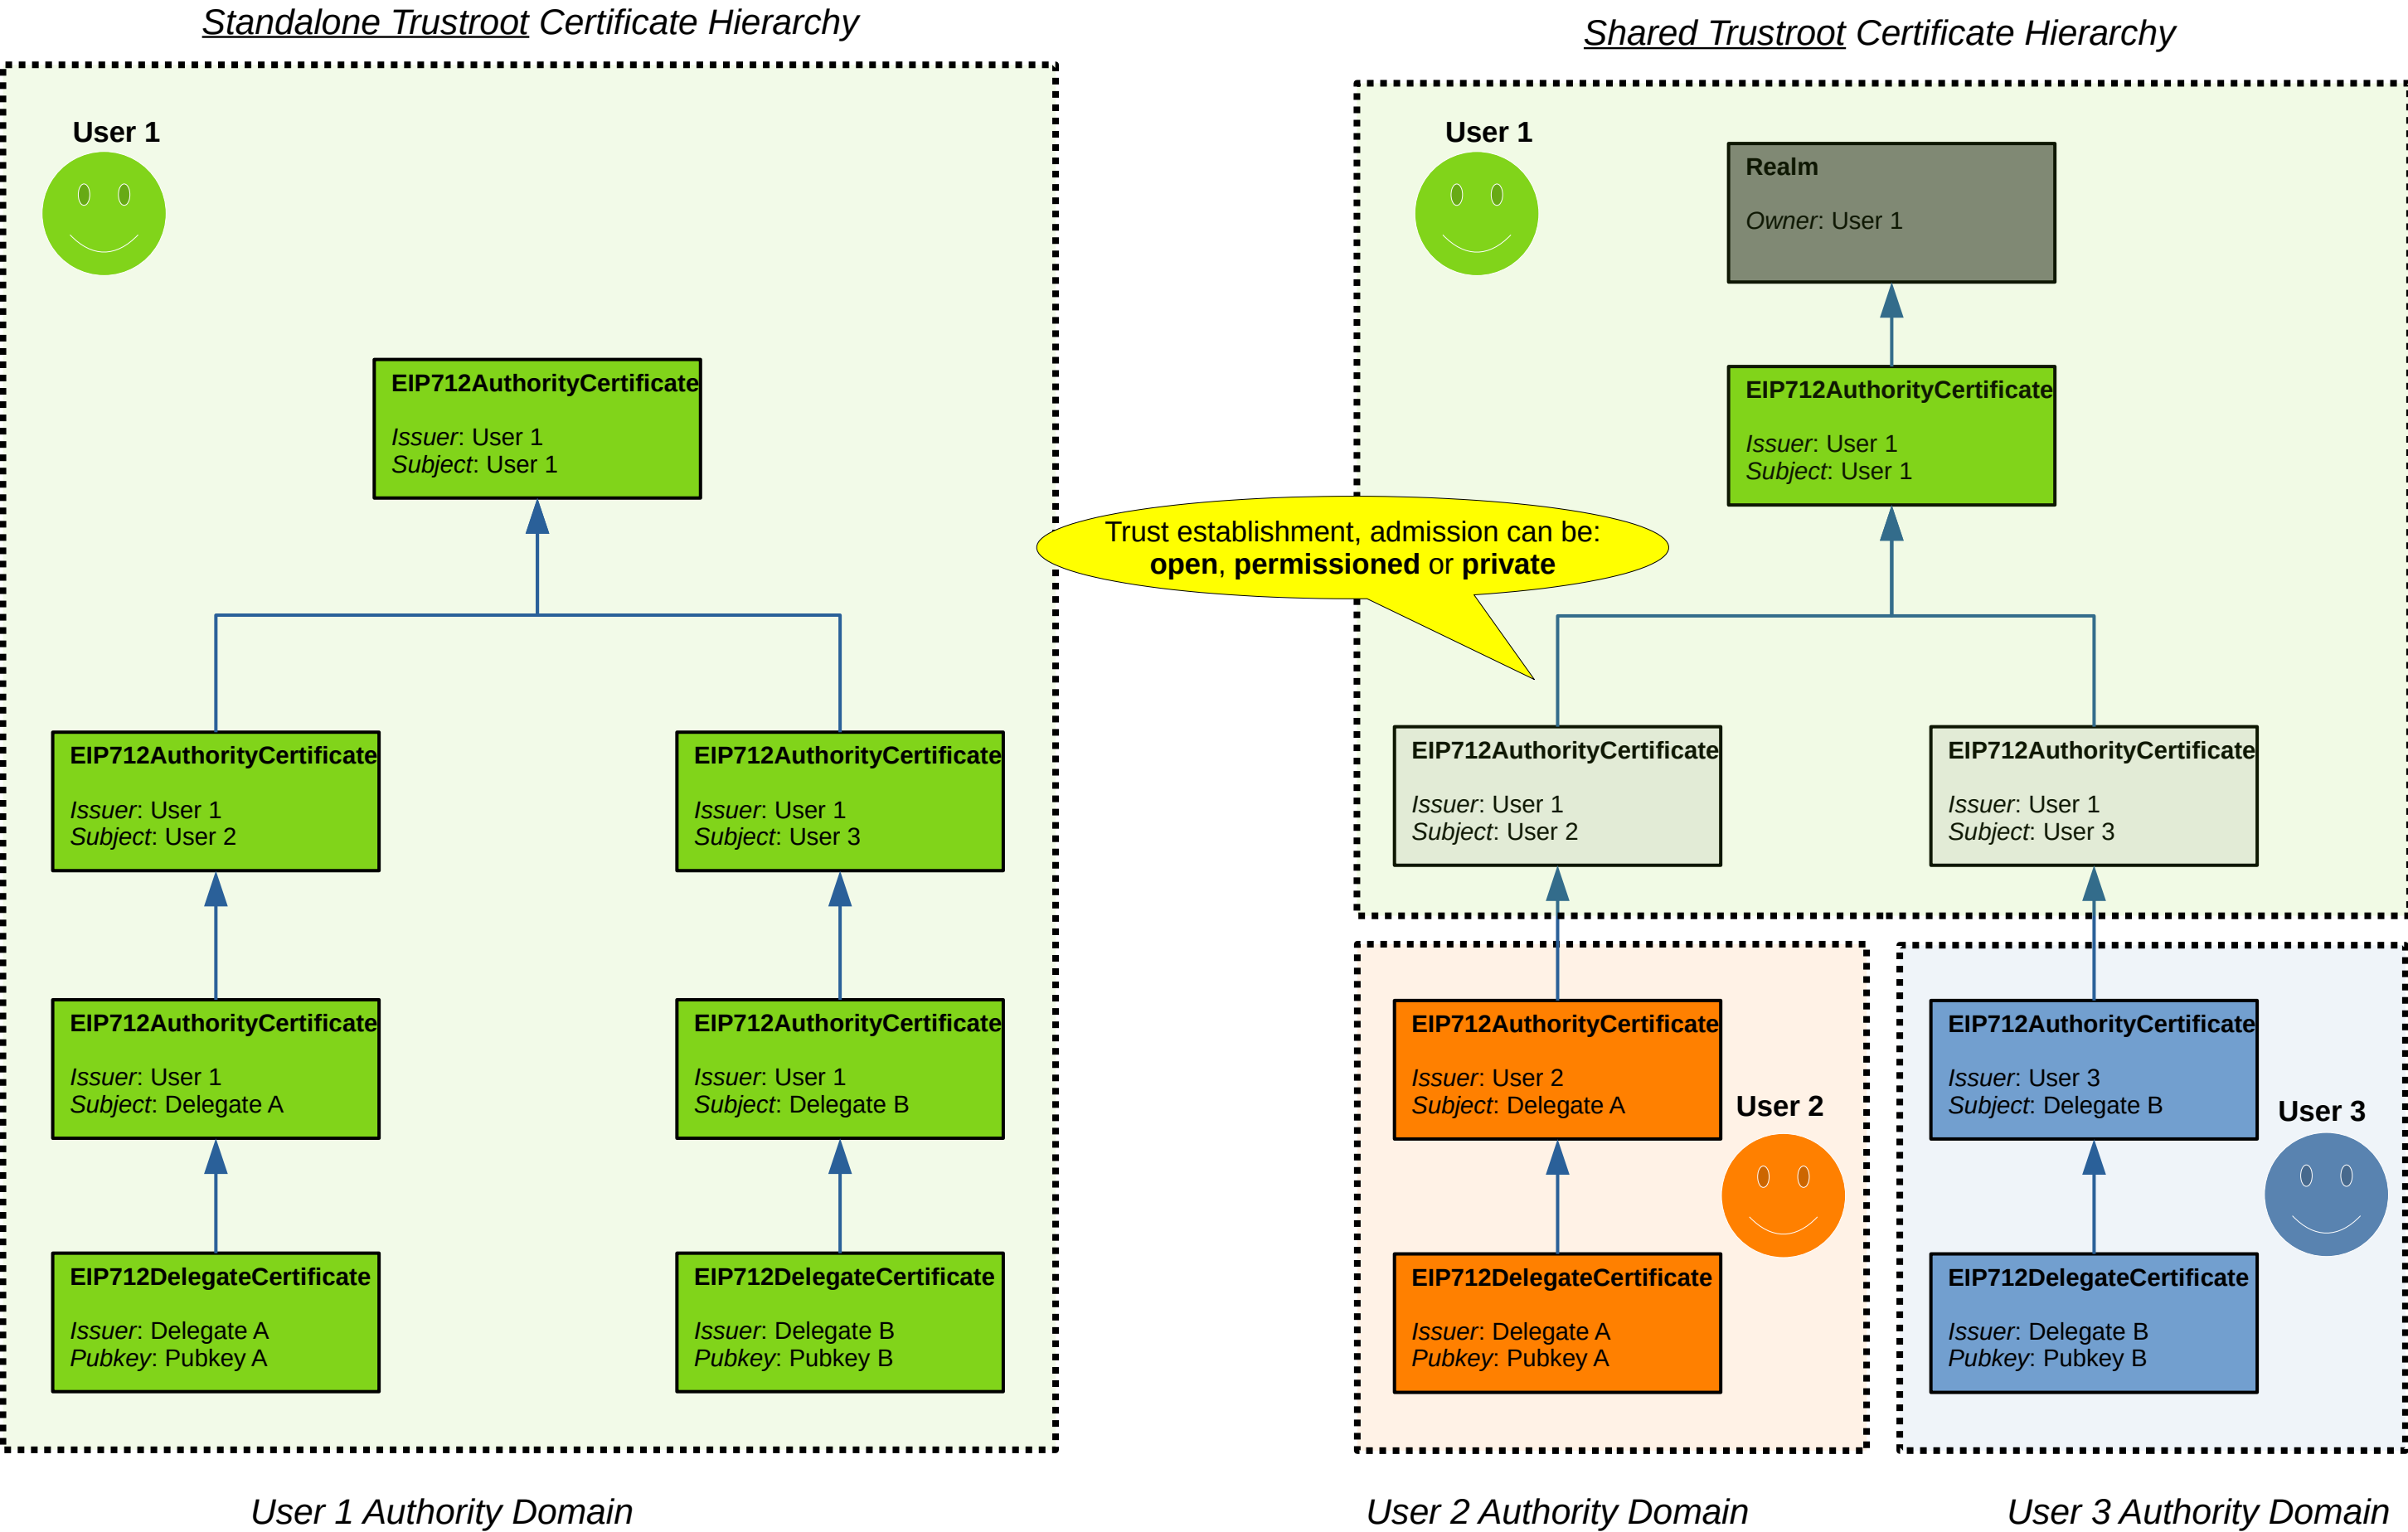 Standalone Trustroot Certificate Hierarchy
User 1
EIP712AuthorityCertificate
Issuer: User 1
Subject: User 1
EIP712AuthorityCertificate
Issuer: User 1
Subject: User 2
EIP712AuthorityCertificate
Issuer: User 1
Subject: User 3
EIP712AuthorityCertificate
Issuer: User 1
Subject: Delegate A
EIP712AuthorityCertificate
Issuer: User 1
Subject: Delegate B
EIP712DelegateCertificate
Issuer: Delegate A
Pubkey: Pubkey A
EIP712DelegateCertificate
Issuer: Delegate B
Pubkey: Pubkey B
User 1 Authority Domain
Shared Trustroot Certificate Hierarchy
User 1
Realm
Owner: User 1
EIP712AuthorityCertificate
Issuer: User 1
Subject: User 1
Trust establishment, admission can be:
open, permissioned or private
EIP712AuthorityCertificate
Issuer: User 1
Subject: User 2
EIP712AuthorityCertificate
Issuer: User 1
Subject: User 3
EIP712AuthorityCertificate
Issuer: User 2
Subject: Delegate A
User 2
EIP712DelegateCertificate
Issuer: Delegate A
Pubkey: Pubkey A
User 2 Authority Domain
EIP712AuthorityCertificate
Issuer: User 3
Subject: Delegate B
User 3
EIP712DelegateCertificate
Issuer: Delegate B
Pubkey: Pubkey B
User 3 Authority Domain